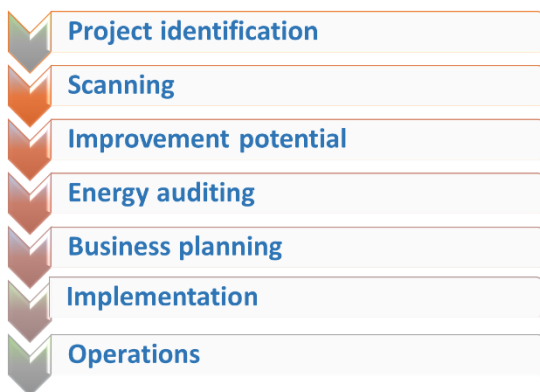 Project identification
Scanning
Improvement potential
Energy auditing
Business planning
Implementation
Operations